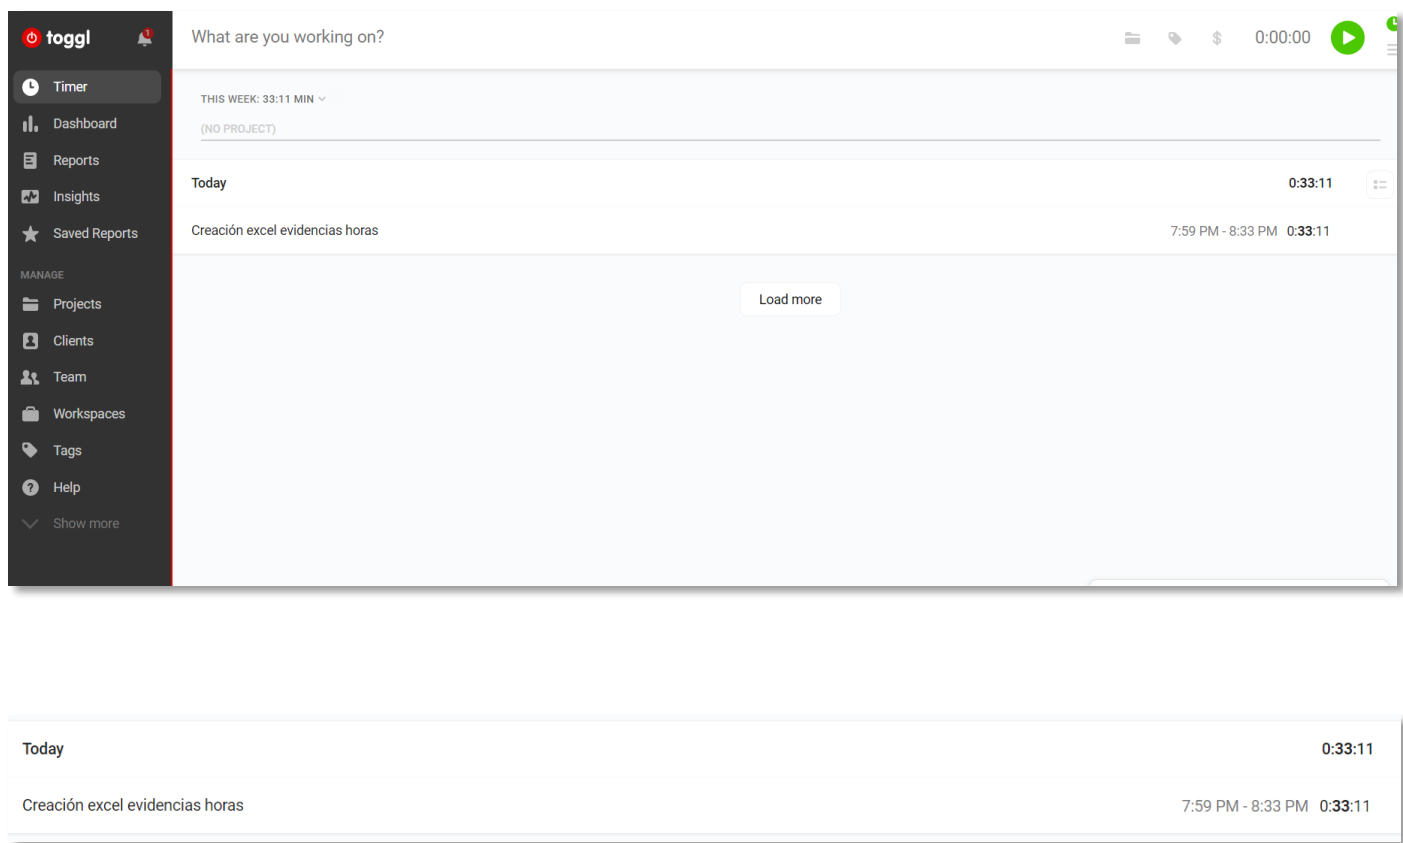 toggl
1
What are you working on?
$ 0:00:00
Timer
THIS WEEK: 33:11 MIN
Dashboard
(NO PROJECT)
Reports
Today 0:33:11
Insights
Creación excel evidencias horas 7:59 PM - 8:33 PM 0:33:11
Saved Reports
MANAGE
Load more
Projects
Clients
Team
Workspaces
Tags
? Help
Show more
Today 0:33:11
Creación excel evidencias horas 7:59 PM - 8:33 PM 0:33:11